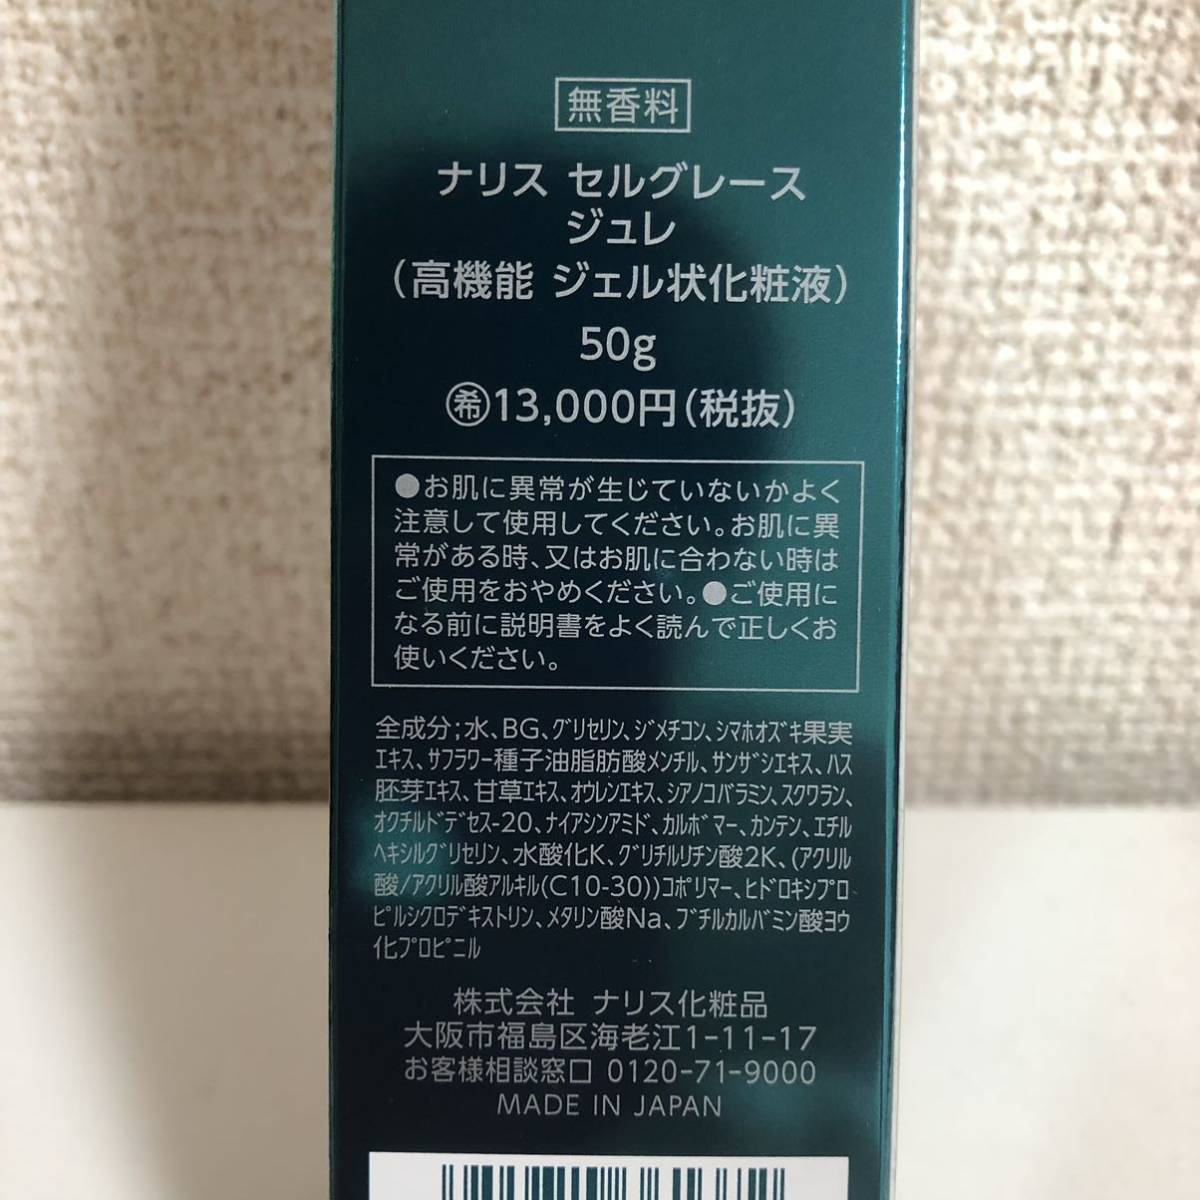 無香料
ナリス セルグレース
ジュレ
（高機能 ジェル状化粧液）
50g
㊒13,000円（税抜）
●お肌に異常が生じていないかよく
注意して使用してください。お肌に異
常がある時、又はお肌に合わない時は
ご使用をおやめください。●ご使用に
なる前に説明書をよく読んで正しくお
使いください。
全成分；水、BG、グリセリン、ジメチコン、シマホオズキ果実
エキス、サフラワー種子油脂肪酸メンチル、サンザシエキス、ハス
胚芽エキス、甘草エキス、オウレンエキス、シアノコバラミン、スクワラン、
オクチルドデセス-20、ナイアシンアミド、カルボマー、カンテン、エチル
ヘキシルグリセリン、水酸化K、グリチルリチン酸2K、（アクリル
酸/アクリル酸アルキル(C10-30)）コポリマー、ヒドロキシプロ
ピルシクロデキストリン、メタリン酸Na、ブチルカルバミン酸ヨウ
化プロピニル
株式会社 ナリス化粧品
大阪市福島区海老江1-11-17
お客様相談窓口 0120-71-9000
MADE IN JAPAN